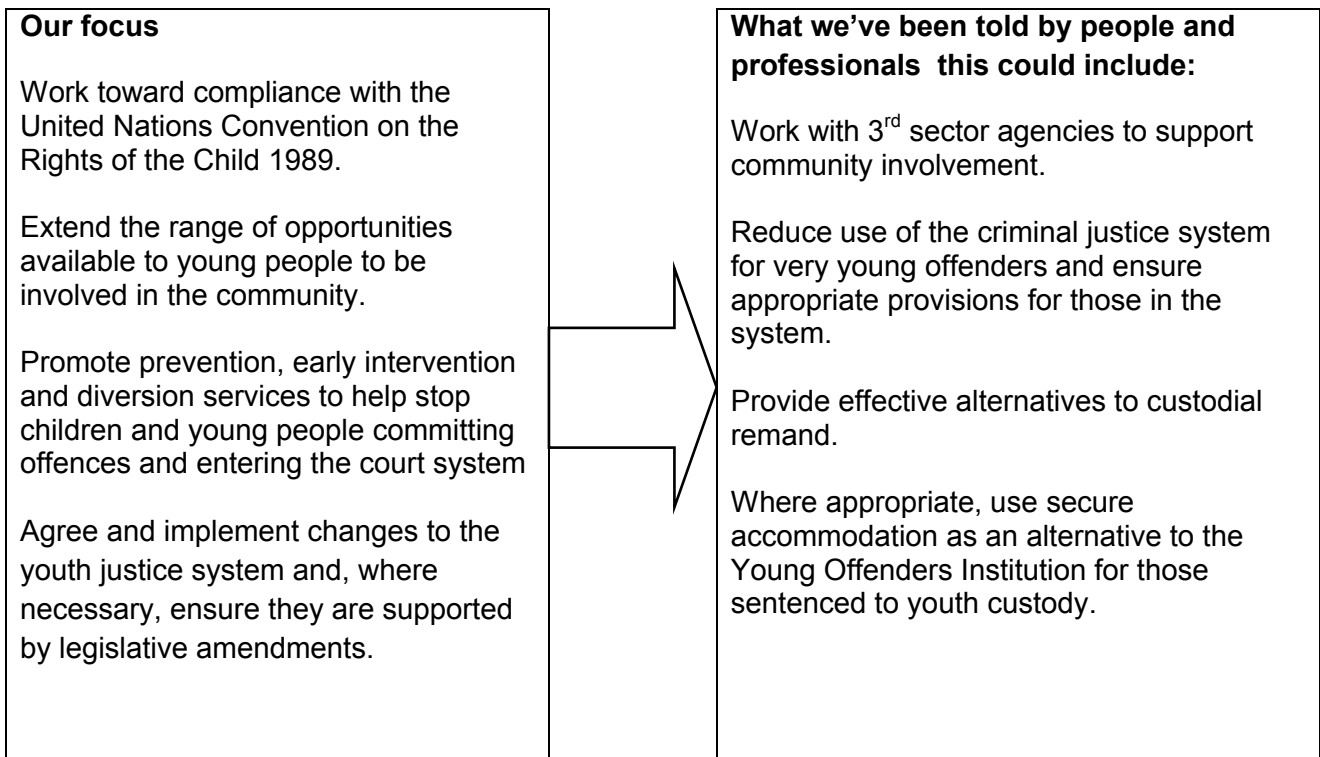 Our focus
Work toward compliance with the
United Nations Convention on the
Rights of the Child 1989.
Extend the range of opportunities
available to young people to be
involved in the community.
Promote prevention, early intervention
and diversion services to help stop
children and young people committing
offences and entering the court system
Agree and implement changes to the
youth justice system and, where
necessary, ensure they are supported
by legislative amendments.
What we’ve been told by people and
professionals  this could include:
Work with 3rd sector agencies to support
community involvement.
Reduce use of the criminal justice system
for very young offenders and ensure
appropriate provisions for those in the
system.
Provide effective alternatives to custodial
remand.
Where appropriate, use secure
accommodation as an alternative to the
Young Offenders Institution for those
sentenced to youth custody.